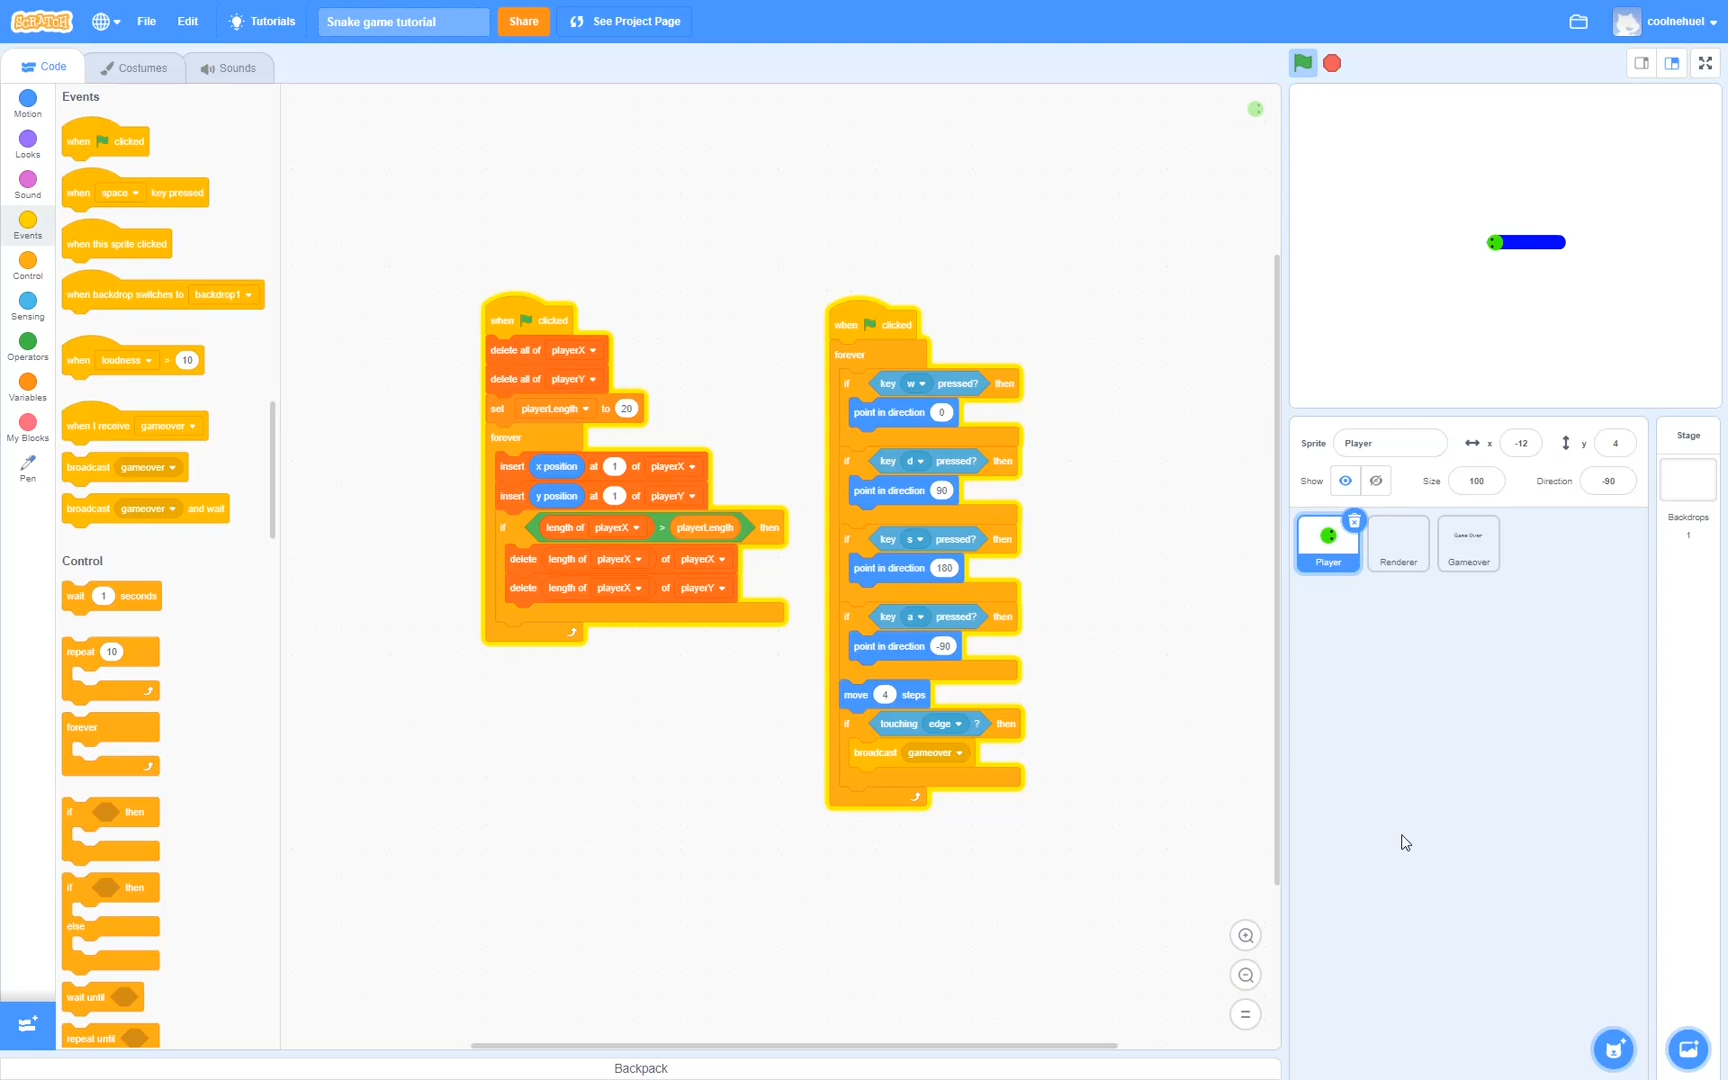 SCRATCH File Edit Tutorials Snake game tutorial Share See Project Page coolnehuel
Code Costumes Sounds
Motion
Looks
Sound
Events
Control
Sensing
Operators
Variables
My Blocks
Pen
Events
when clicked
when space key pressed
when this sprite clicked
when backdrop switches to backdrop1
when loudness > 10
when I receive gameover
broadcast gameover
broadcast gameover and wait
Control
wait 1 seconds
repeat 10
forever
if then
if then
else
wait until
repeat until
when clicked
delete all of playerX
delete all of playerY
set playerLength to 20
forever
insert x position at 1 of playerX
insert y position at 1 of playerY
if length of playerX > playerLength then
delete length of playerX of playerX
delete length of playerX of playerY
when clicked
forever
if key w pressed? then
point in direction 0
if key d pressed? then
point in direction 90
if key s pressed? then
point in direction 180
if key a pressed? then
point in direction -90
move 4 steps
if touching edge ? then
broadcast gameover
Sprite Player x -12 y 4
Show Size 100 Direction -90
Player
Renderer
Game Over
Gameover
Stage
Backdrops
1
Backpack